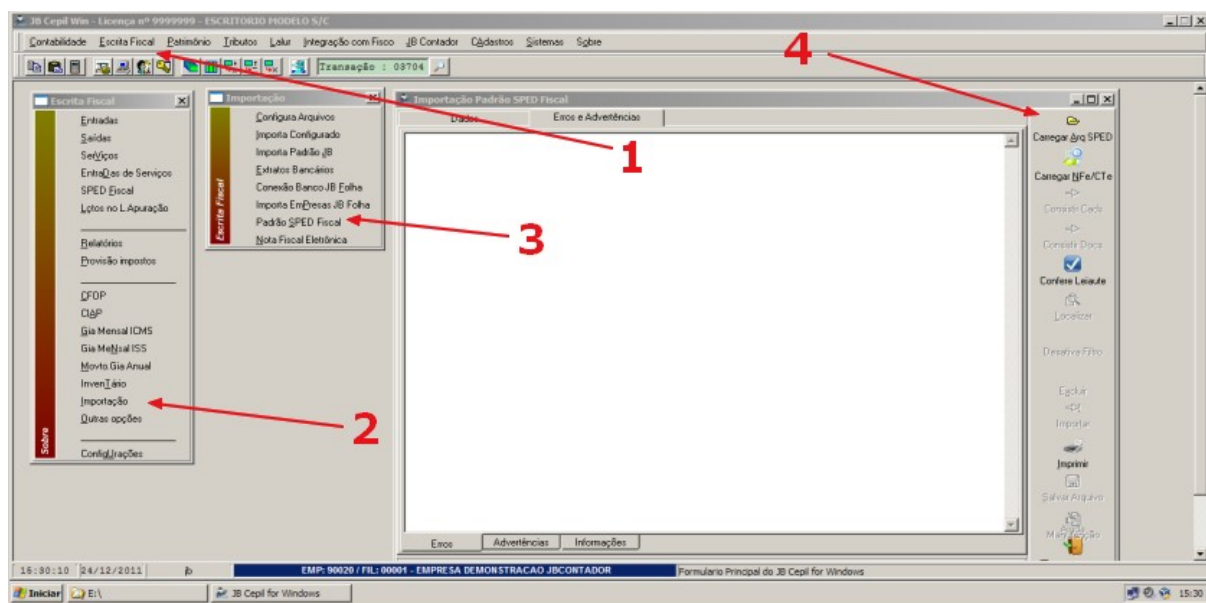 JB Cepil Win - Licença nº 9999999 - ESCRITORIO MODELO S/C
Contabilidade Escrita Fiscal Patimônio Tributos Lalur Integração com Fisco JB Contador CAdastros Sistemas Sobre
4
Transação : 03704
Escrita Fiscal
Entradas
Saídas
SerViços
EntraDas de Serviços
SPED Fiscal
Lçtos no L.Apuração
Relatórios
Provisão impostos
CFOP
CIAP
Gia Mensal ICMS
Gia MeNsal ISS
Movto.Gia Anual
InvenTário
Importação
Outras opções
ConfigUrações
Sobre
Importação
Configura Arquivos
Importa Configurado
Importa Padrão JB
Extratos Bancários
Conexão Banco JB Folha
Importa EmPresas JB Folha
Padrão SPED Fiscal
Nota Fiscal Eletrônica
Escrita Fiscal
1
2
3
Importação Padrão SPED Fiscal
Dados Erros e Advertências
Carregar Arq SPED
Carregar NFe/CTe
Consistir Cads
Consistir Docs
Confere Leiaute
Localizar
Desativa Filtro
Excluir
Importar
Imprimir
Salvar Arquivo
Erros Advertências Informações
15:30:10 24/12/2011 jb EMP: 90020 / FIL: 00001 - EMPRESA DEMONSTRACAO JBCONTADOR Formulario Principal do JB Cepil for Windows
Iniciar E:\ JB Cepil for Windows 15:30